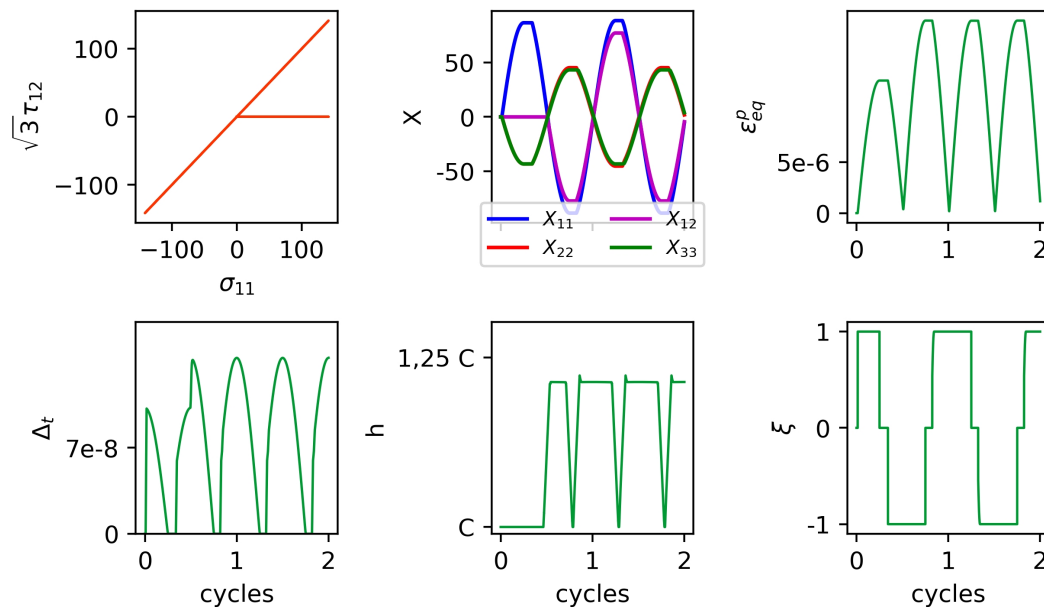 √3 τ12
100
0
−100
−100 0 100
σ11
X
50
0
-50
X11 X12
X22 X33
ε^p_eq
5e-6
0
0 1 2
Δt
7e-8
0
0 1 2
cycles
h
1,25 C
C
0 1 2
cycles
ξ
1
0
-1
0 1 2
cycles